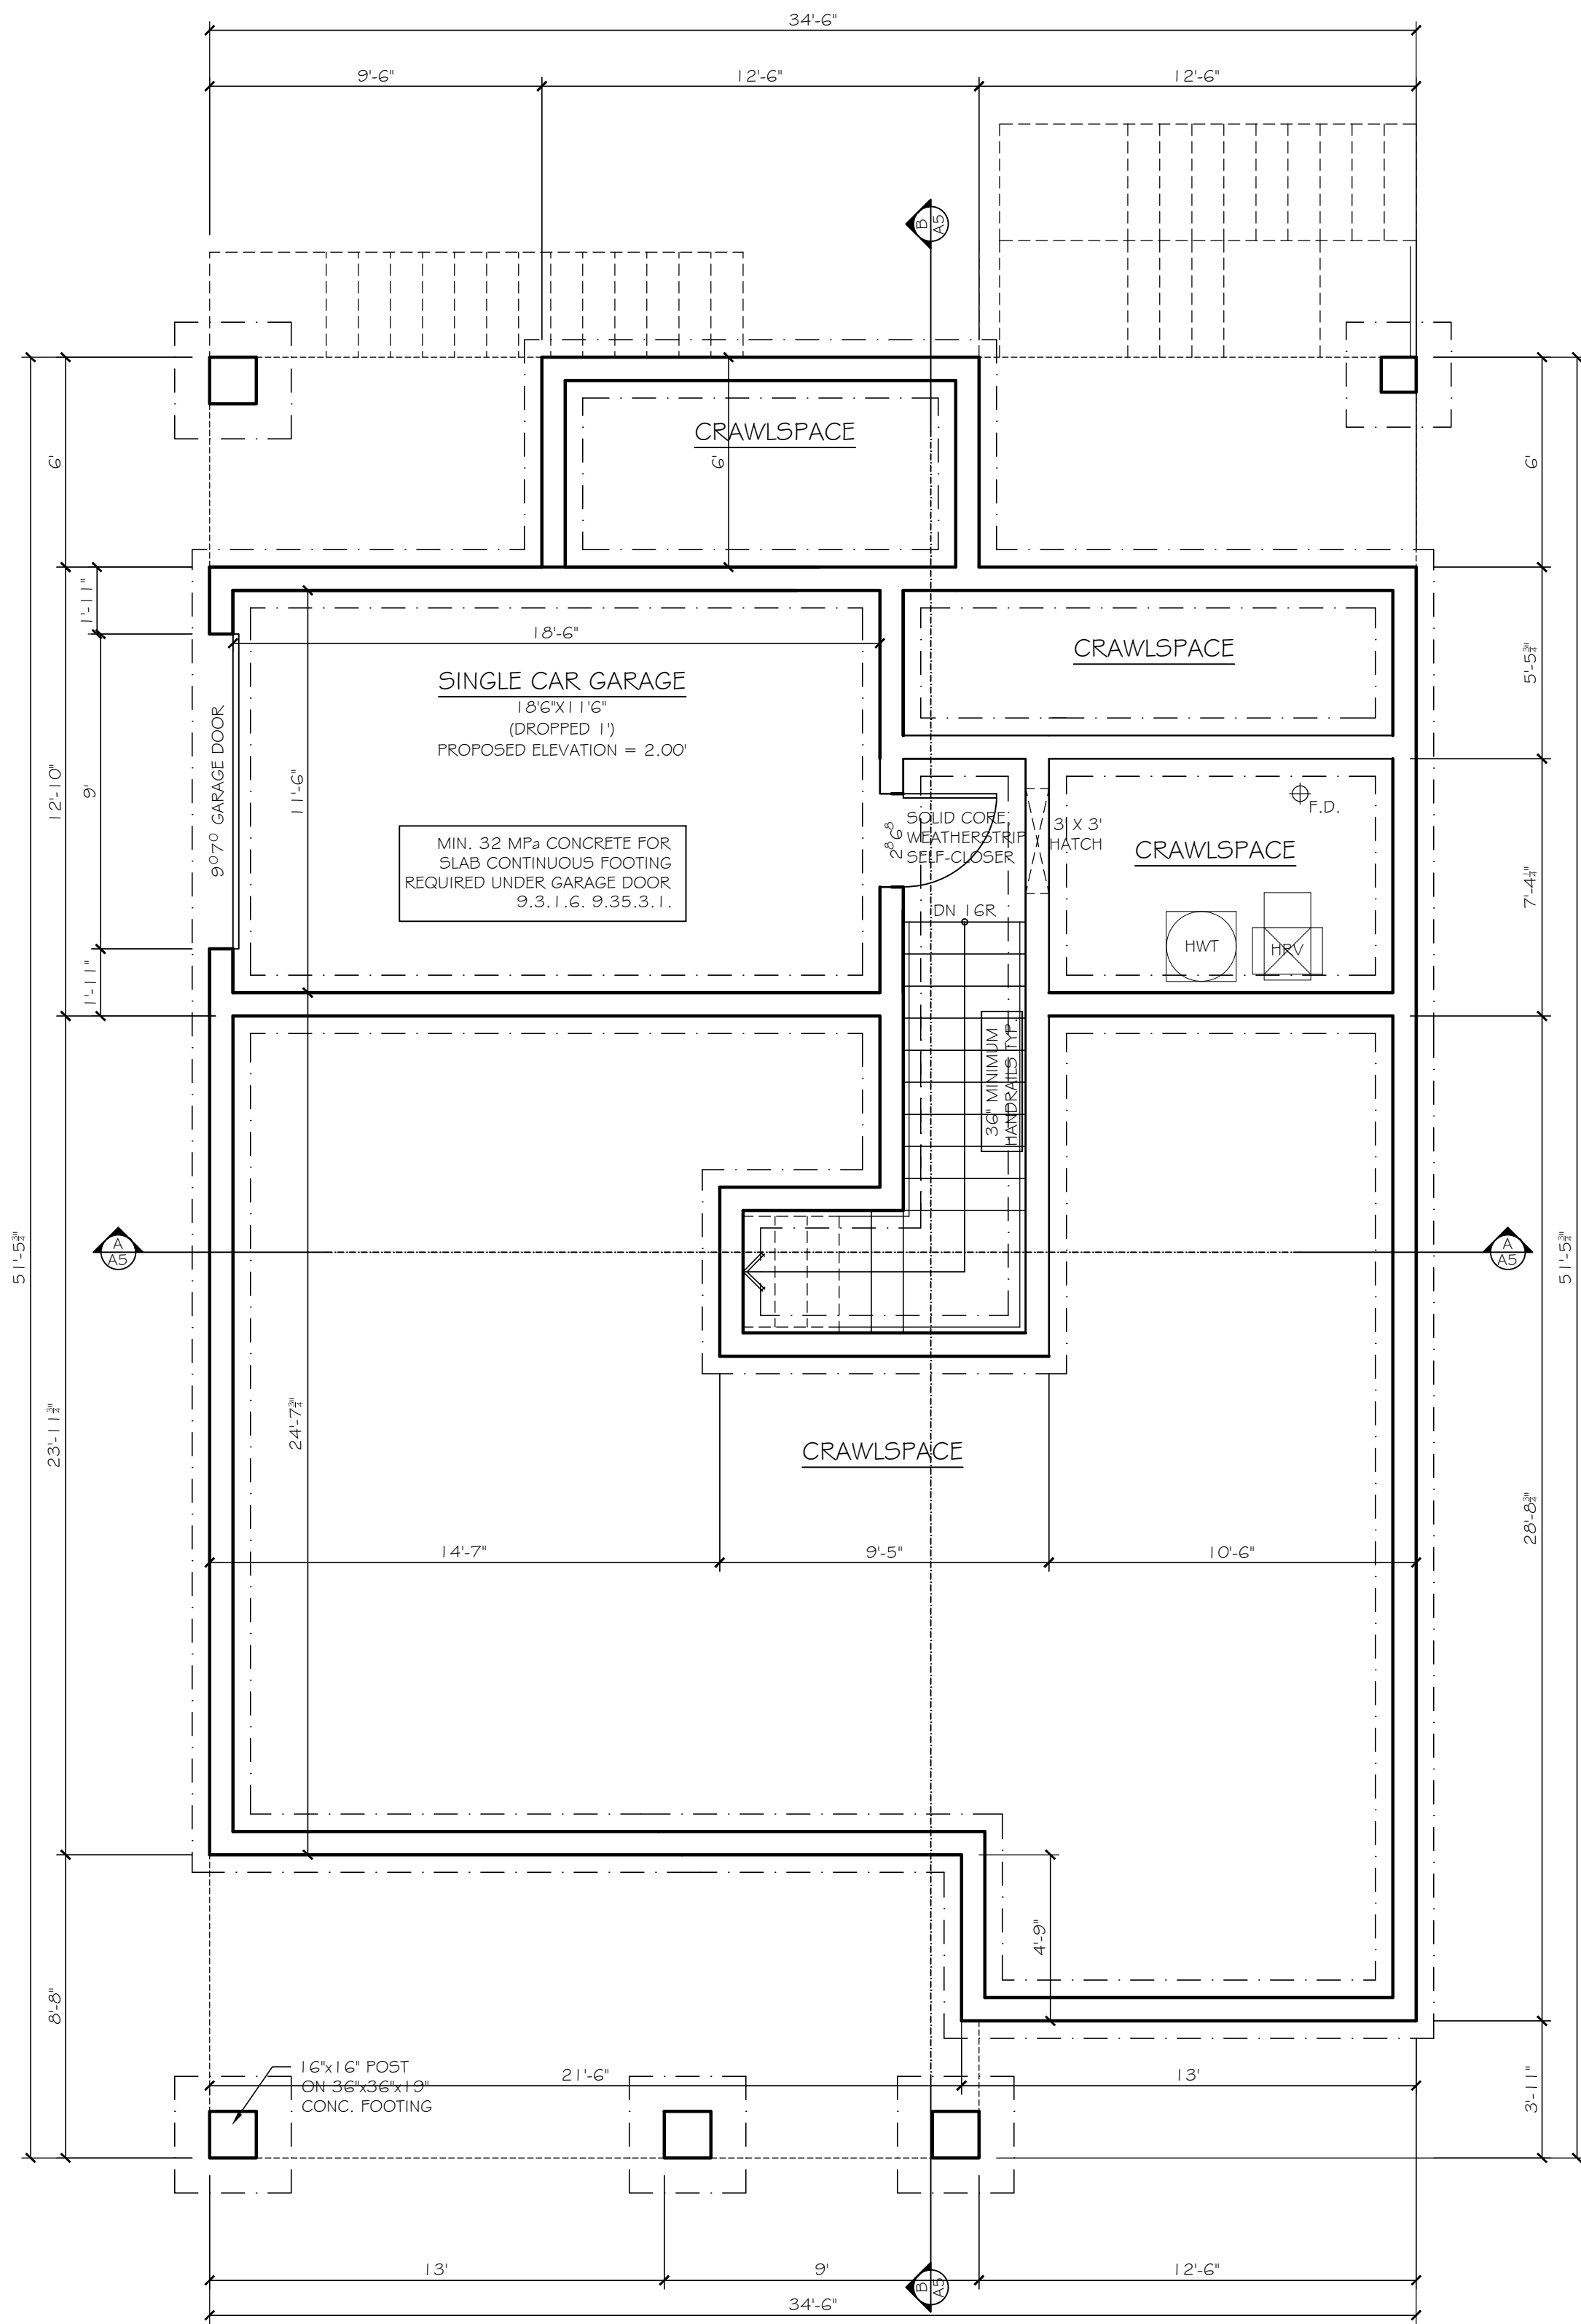 34'-6"
9'-6"
12'-6"
12'-6"
B
A5
CRAWLSPACE
6'
6'
6'
1'-11"
9'
1'-11"
12'-10"
51'-5¾"
18'-6"
SINGLE CAR GARAGE
18'6"X11'6"
(DROPPED 1')
PROPOSED ELEVATION = 2.00'
9⁰7⁰ GARAGE DOOR
11'-6"
MIN. 32 MPa CONCRETE FOR
SLAB CONTINUOUS FOOTING
REQUIRED UNDER GARAGE DOOR
9.3.1.6. 9.35.3.1.
CRAWLSPACE
5'-5¾"
2⁸6⁸
SOLID CORE
WEATHERSTRIP
SELF-CLOSER
3' X 3'
HATCH
F.D.
CRAWLSPACE
7'-4¼"
DN 16R
HWT
HRV
36" MINIMUM
HANDRAILS TYP.
A
A5
A
A5
51'-5¾"
23'-11¾"
24'-7¾"
CRAWLSPACE
28'-8¾"
14'-7"
9'-5"
10'-6"
4'-9"
8'-8"
16"x16" POST
ON 36"x36"x19"
CONC. FOOTING
21'-6"
13'
3'-11"
13'
9'
12'-6"
B
A5
34'-6"